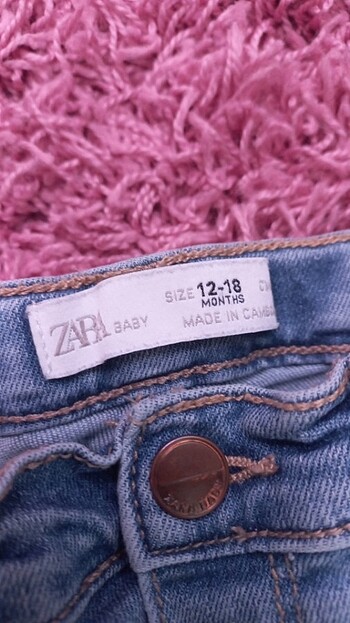 ZARA BABY
SIZE 12-18
MONTHS
MADE IN